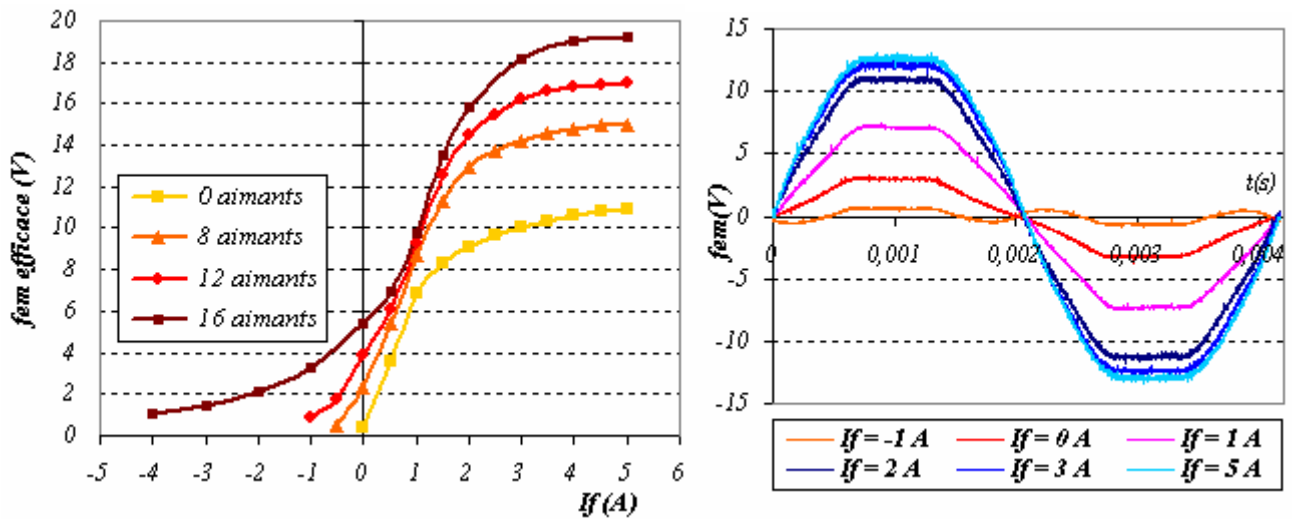 fem efficace (V)
20
18
16
14
12
10
8
6
4
2
0
0 aimants
8 aimants
12 aimants
16 aimants
-5 -4 -3 -2 -1 0 1 2 3 4 5 6
If (A)
fem(V)
15
10
5
0
-5
-10
-15
t(s)
0 0,001 0,002 0,003 0,004
If = -1 A If = 0 A If = 1 A
If = 2 A If = 3 A If = 5 A